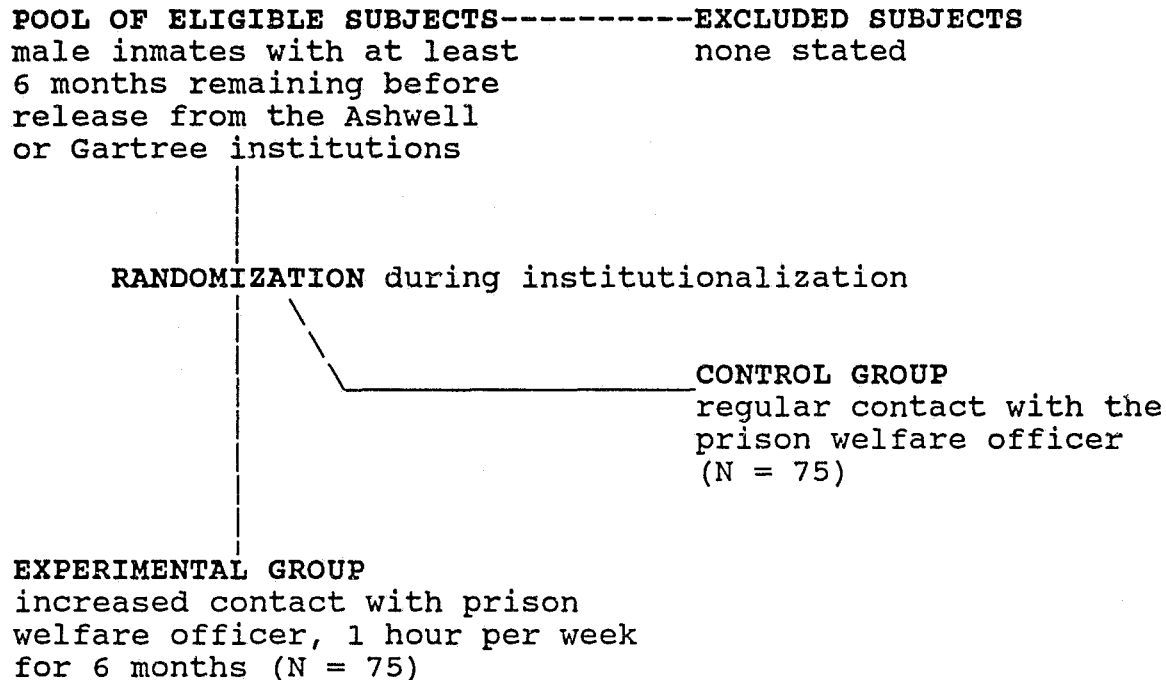 POOL OF ELIGIBLE SUBJECTS----------EXCLUDED SUBJECTS
male inmates with at least none stated
6 months remaining before
release from the Ashwell
or Gartree institutions
RANDOMIZATION during institutionalization
CONTROL GROUP
regular contact with the
prison welfare officer
(N = 75)
EXPERIMENTAL GROUP
increased contact with prison
welfare officer, 1 hour per week
for 6 months (N = 75)